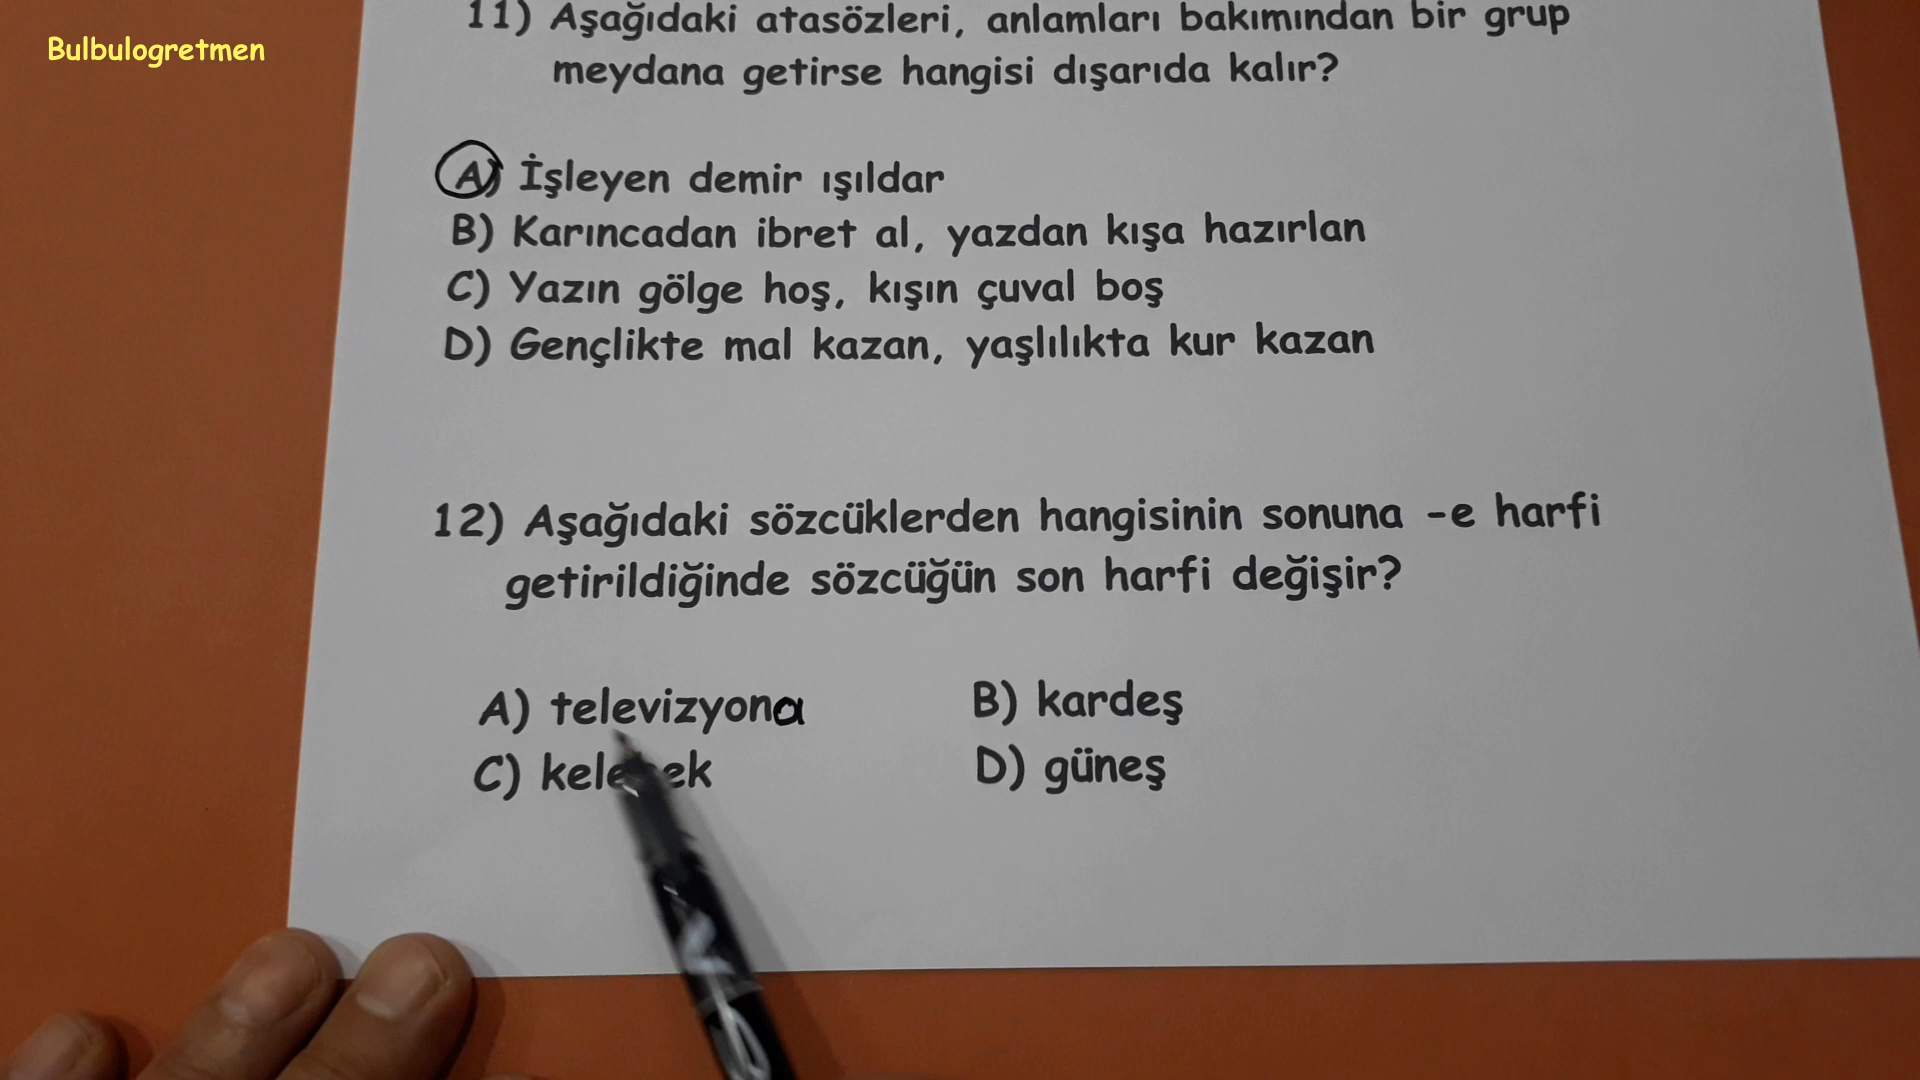 Bulbulogretmen
11) Aşağıdaki atasözleri, anlamları bakımından bir grup
meydana getirse hangisi dışarıda kalır?
A) İşleyen demir ışıldar
B) Karıncadan ibret al, yazdan kışa hazırlan
C) Yazın gölge hoş, kışın çuval boş
D) Gençlikte mal kazan, yaşlılıkta kur kazan
12) Aşağıdaki sözcüklerden hangisinin sonuna -e harfi
getirildiğinde sözcüğün son harfi değişir?
A) televizyona
B) kardeş
C)
D) güneş